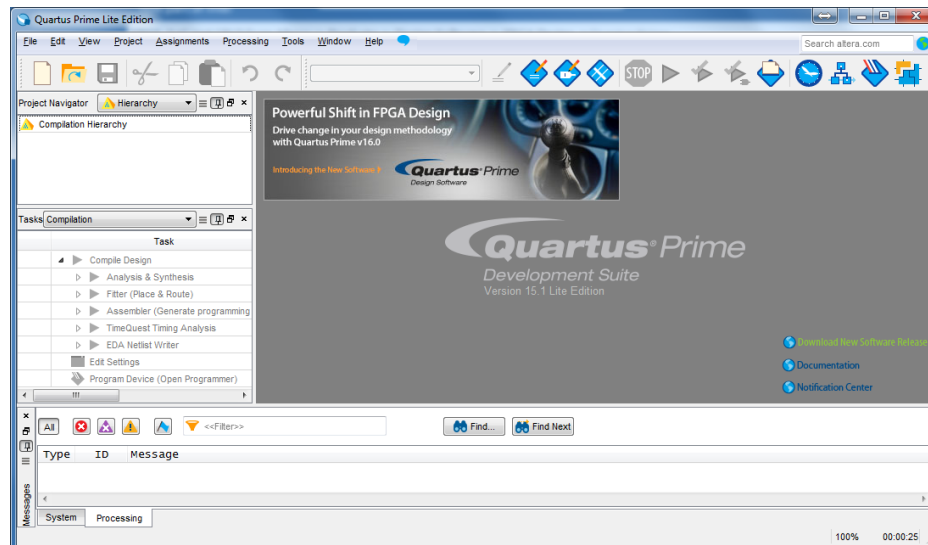 Quartus Prime Lite Edition
File Edit View Project Assignments Processing Tools Window Help
Search altera.com
STOP
Project Navigator Hierarchy
Compilation Hierarchy
Powerful Shift in FPGA Design
Drive change in your design methodology
with Quartus Prime v16.0
Introducing the New Software
Quartus Prime
Design Software
Tasks Compilation
Task
Compile Design
Analysis & Synthesis
Fitter (Place & Route)
Assembler (Generate programming
TimeQuest Timing Analysis
EDA Netlist Writer
Edit Settings
Program Device (Open Programmer)
Quartus Prime
Development Suite
Version 15.1 Lite Edition
Download New Software Release
Documentation
Notification Center
All <<Filter>> Find... Find Next
Type ID Message
Messages
System Processing
100% 00:00:25